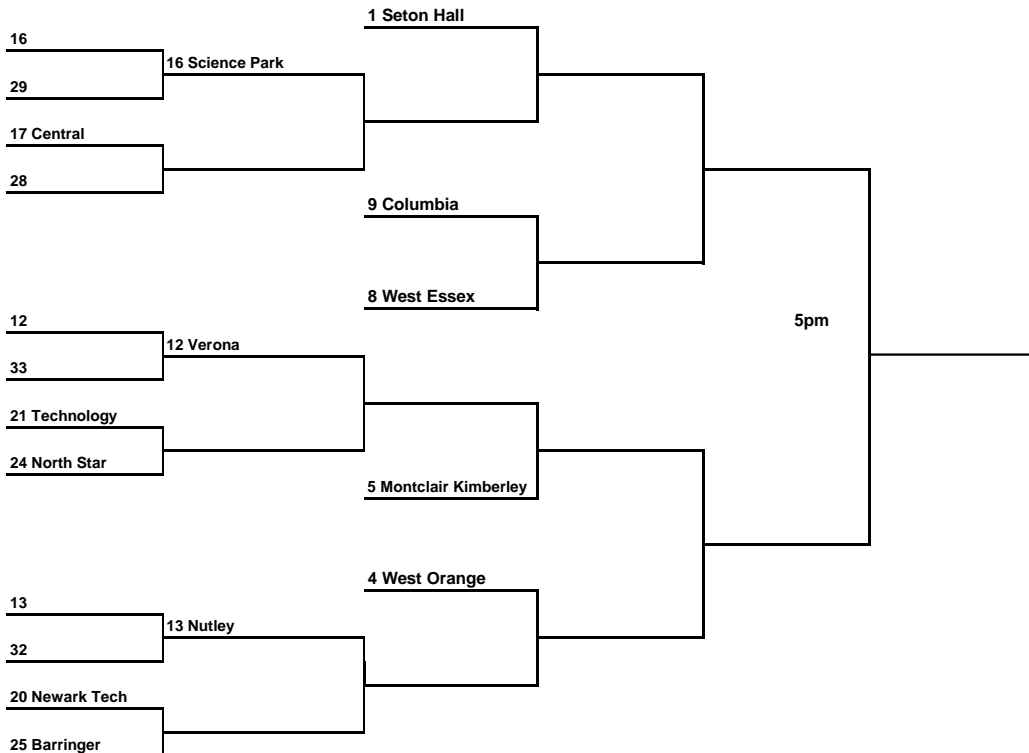 1 Seton Hall
16
16 Science Park
29
17 Central
28
9 Columbia
8 West Essex
12
5pm
12 Verona
33
21 Technology
24 North Star
5 Montclair Kimberley
4 West Orange
13
13 Nutley
32
20 Newark Tech
25 Barringer